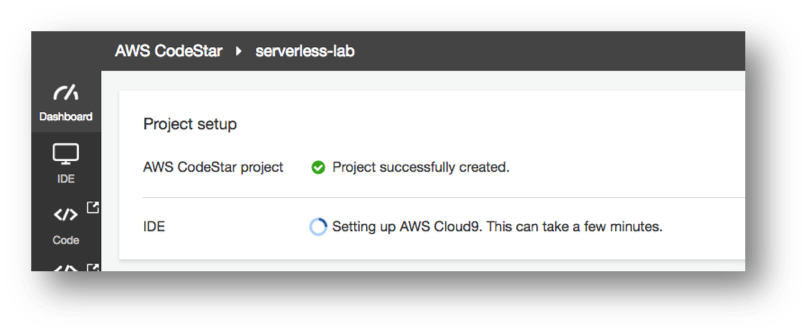 AWS CodeStar ▸ serverless-lab
Dashboard
IDE
Code
Project setup
AWS CodeStar project Project successfully created.
IDE Setting up AWS Cloud9. This can take a few minutes.